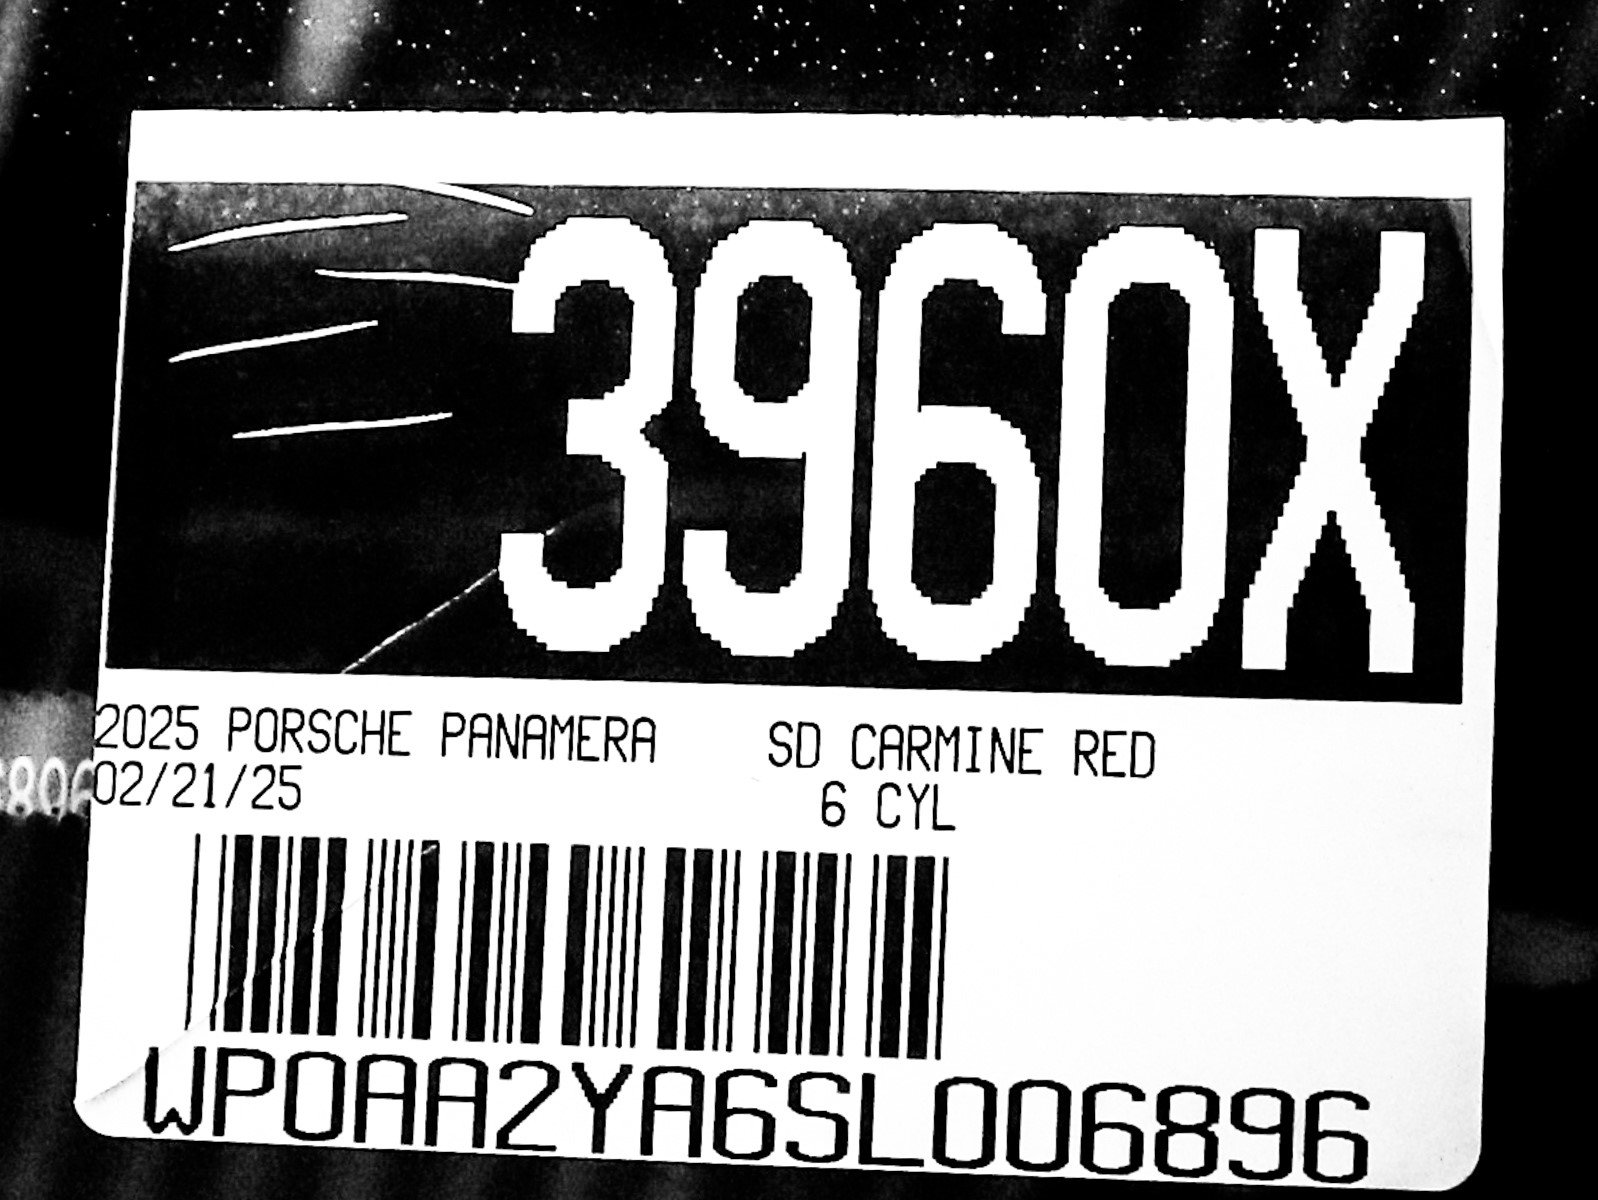 3960X
2025 PORSCHE PANAMERA SD CARMINE RED
02/21/25 6 CYL
WP0AA2YA6SL006896